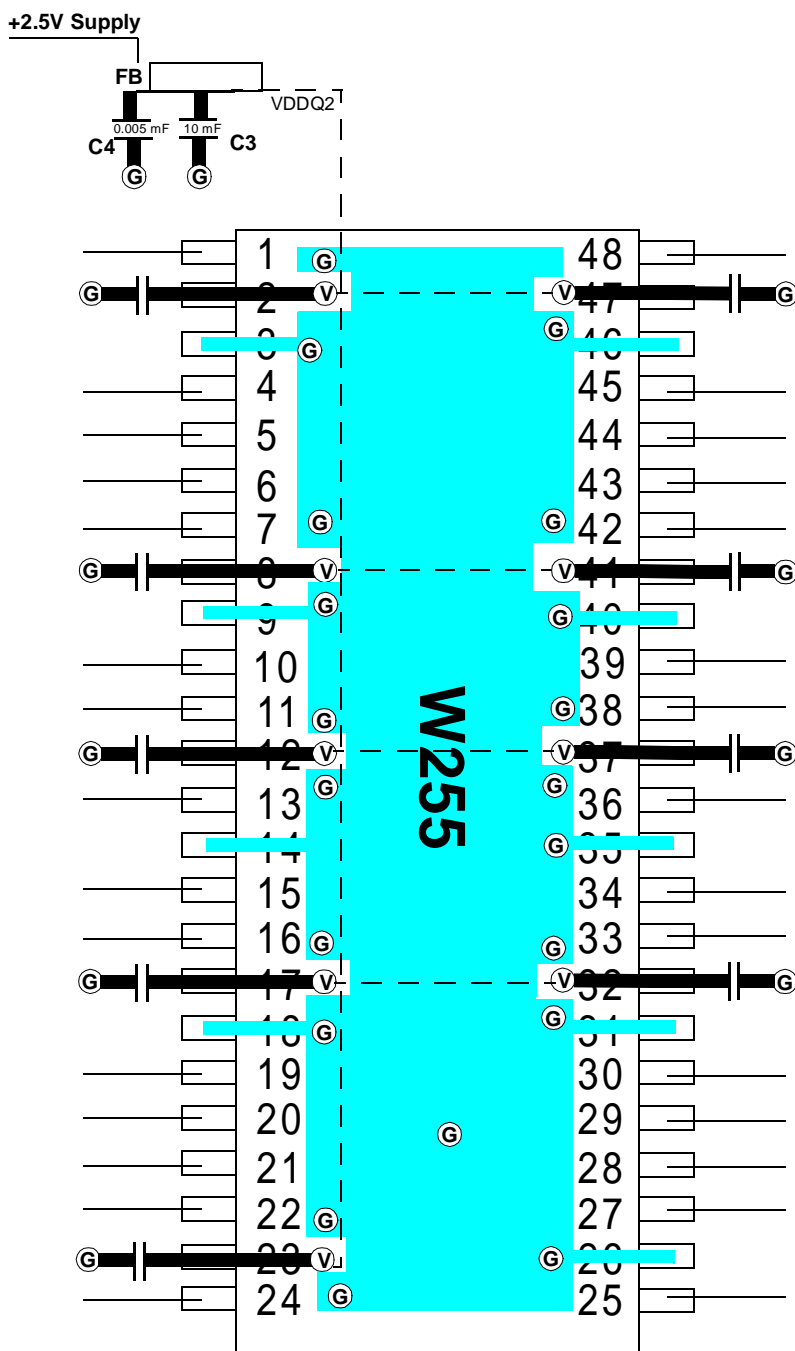 +2.5V Supply
FB
VDDQ2
0.005 mF
10 mF
C4
C3
G G
1 G 48
G 2 V V 47 G
3 G G 46
4 45
5 44
6 43
7 G G 42
G 8 V V 41 G
9 G G 40
10 39
11 G G 38
G 12 V V 37 G
13 G G 36
14 G 35
15 34
16 G G 33
G 17 V V 32 G
18 G G 31
19 30
20 29
G
21 28
22 G 27
G 23 V G 26
24 G 25
W255